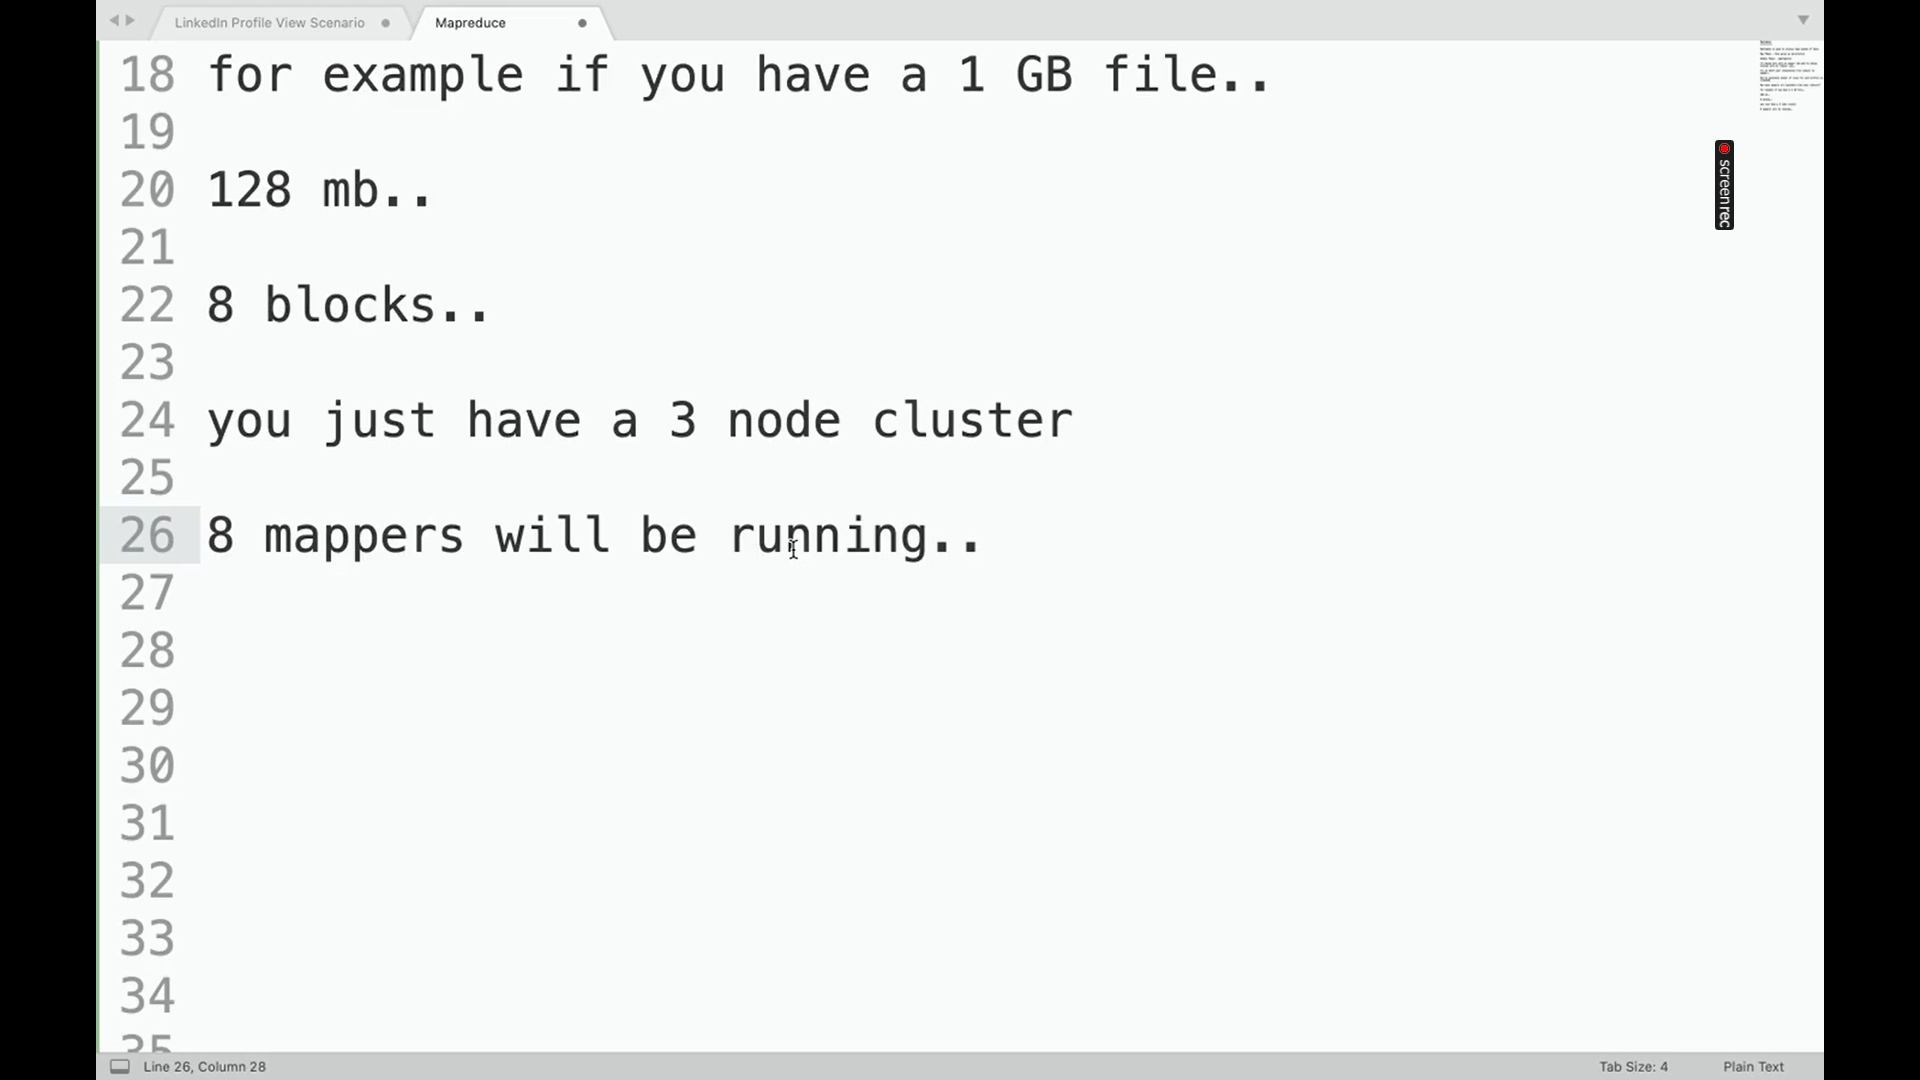 LinkedIn Profile View Scenario
Mapreduce
18 for example if you have a 1 GB file..
19
20 128 mb..
21
22 8 blocks..
23
24 you just have a 3 node cluster
25
26 8 mappers will be running..
27
28
29
30
31
32
33
34
35
screenrec
Line 26, Column 28
Tab Size: 4
Plain Text